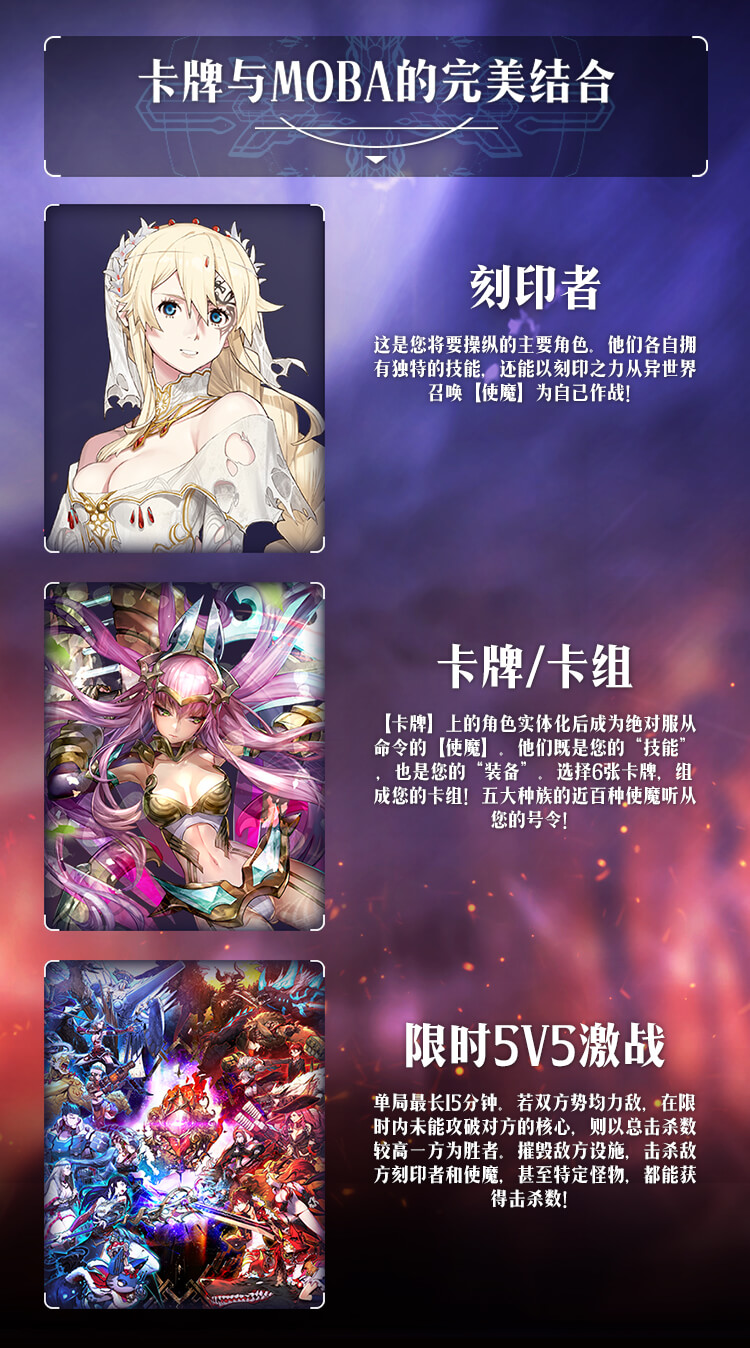 卡牌与MOBA的完美结合
刻印者
这是您将要操纵的主要角色。他们各自拥
有独特的技能，还能以刻印之力从异世界
召唤【使魔】为自己作战！
卡牌/卡组
【卡牌】上的角色实体化后成为绝对服从
命令的【使魔】。他们既是您的“技能”
，也是您的“装备”。选择6张卡牌，组
成您的卡组！五大种族的近百种使魔听从
您的号令！
限时5V5激战
单局最长15分钟。若双方势均力敌，在限
时内未能攻破对方的核心，则以总击杀数
较高一方为胜者。摧毁敌方设施，击杀敌
方刻印者和使魔，甚至特定怪物，都能获
得击杀数！